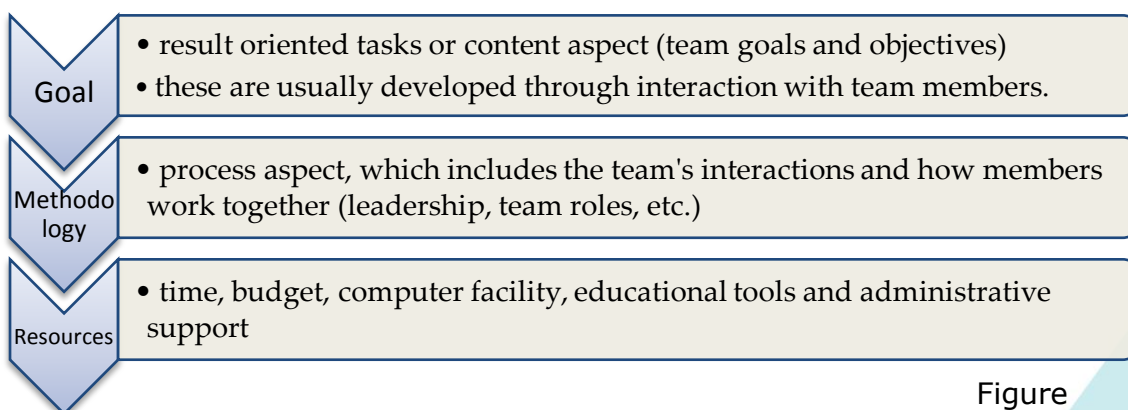 Goal
• result oriented tasks or content aspect (team goals and objectives)
• these are usually developed through interaction with team members.
Methodo
logy
• process aspect, which includes the team's interactions and how members
work together (leadership, team roles, etc.)
Resources
• time, budget, computer facility, educational tools and administrative
support
Figure